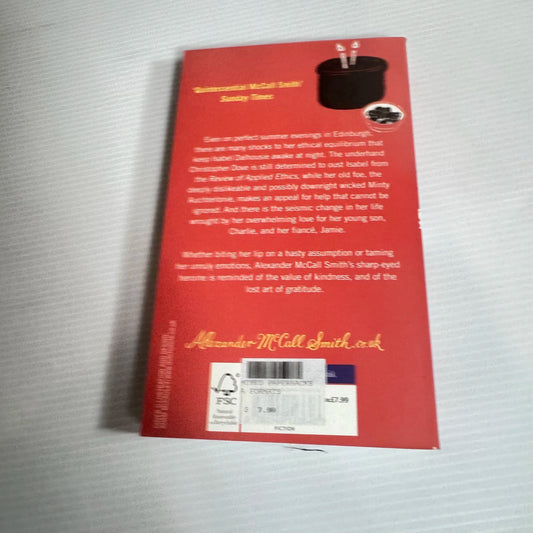 'Quintessential McCall Smith'
Sunday Times
Even on perfect summer evenings in Edinburgh,
there are many shocks to her ethical equilibrium that
keep Isabel Dalhousie awake at night. The underhand
Christopher Dove is still determined to oust Isabel from
the Review of Applied Ethics, while her old foe, the
deeply dislikeable and possibly downright wicked Minty
Auchterlonie, makes an appeal for help that cannot be
ignored. And there is the seismic change in her life
wrought by her overwhelming love for her young son,
Charlie, and her fiancé, Jamie.
Whether biting her lip on a hasty assumption or taming
her unruly emotions, Alexander McCall Smith's sharp-eyed
heroine is reminded of the value of kindness, and of the
lost art of gratitude.
Alexander McCall Smith.co.uk
FSC
PAPERBACKS
A FORMATS
7.90
£7.99
FICTION